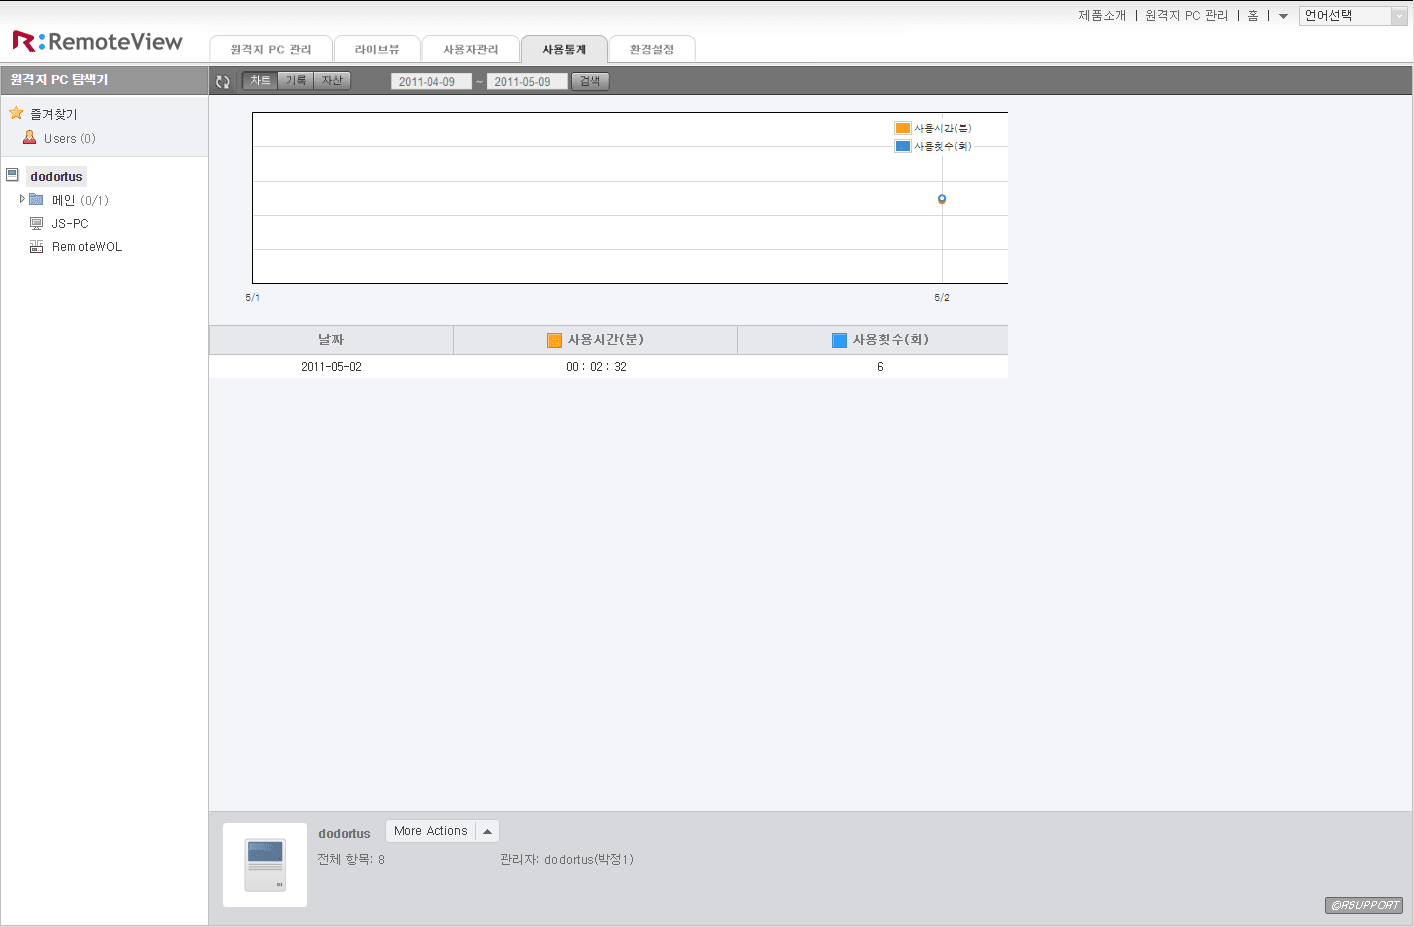 제품소개 | 원격지 PC 관리 | 홈 | 언어선택
R:RemoteView
원격지 PC 관리 라이브뷰 사용자관리 사용통계 환경설정
원격지 PC 탐색기
차트 기록 자산 2011-04-09 ~ 2011-05-09 검색
즐겨찾기
Users (0)
dodortus
메인 (0/1)
JS-PC
RemoteWOL
사용시간(분)
사용횟수(회)
5/1 5/2
날짜 사용시간(분) 사용횟수(회)
2011-05-02 00 : 02 : 32 6
dodortus More Actions
전체 항목: 8 관리자: dodortus(박정1)
©RSUPPORT